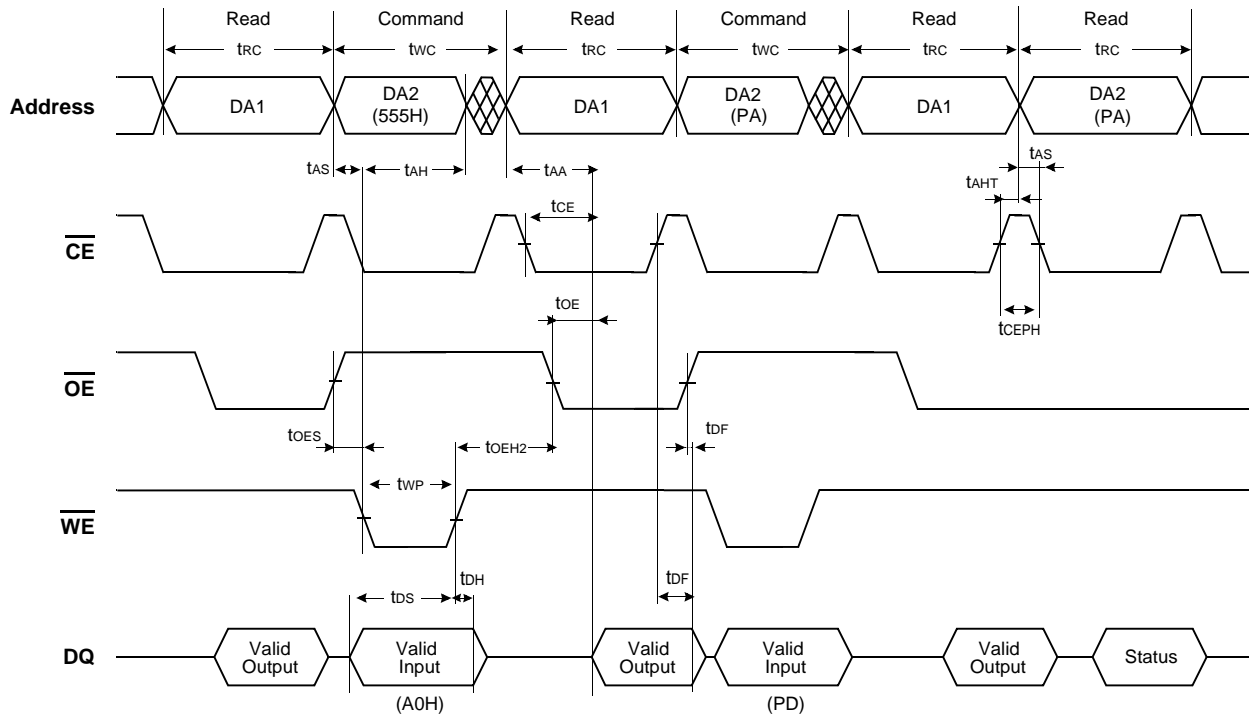 Read Command Read Command Read Read
tRC tWC tRC tWC tRC tRC
Address
DA1
DA2
(555H)
DA1
DA2
(PA)
DA1
DA2
(PA)
tAS tAH tAA tAS
tAHT
tCE
CE
tOE
tCEPH
OE
tOES tOEH2 tDF
tWP
WE
tDH tDF
tDS
DQ
Valid
Output
Valid
Input
Valid
Output
Valid
Input
Valid
Output
Status
(A0H) (PD)